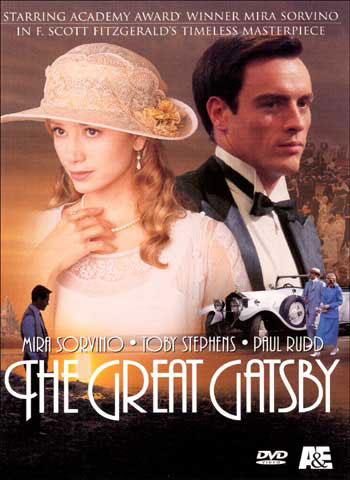 STARRING ACADEMY AWARD® WINNER MIRA SORVINO
IN F. SCOTT FITZGERALD'S TIMELESS MASTERPIECE
MIRA SORVINO · TOBY STEPHENS · PAUL RUDD
THE GREAT GATSBY
DVD
VIDEO
A&E